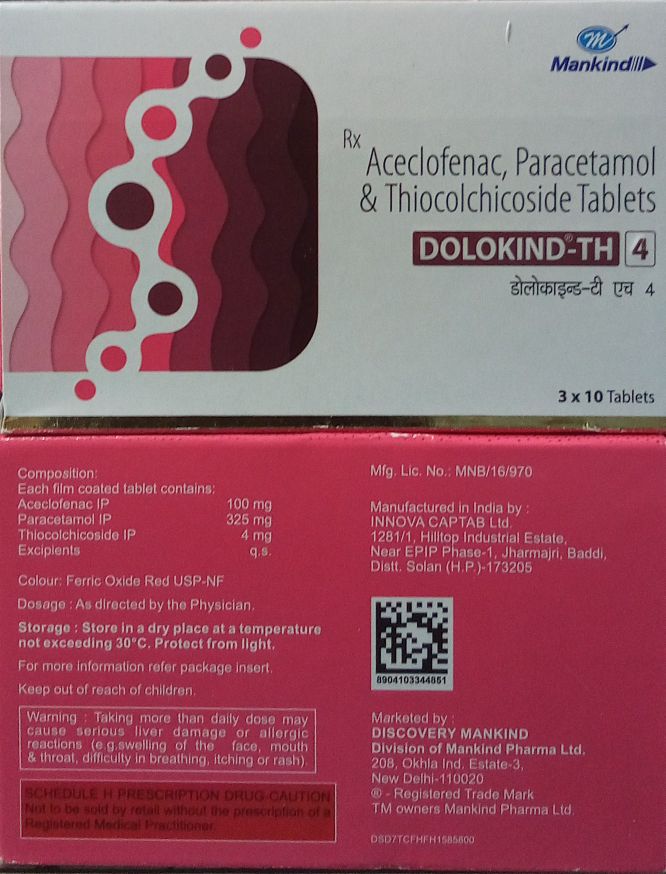 Mankind
Rx
Aceclofenac, Paracetamol
& Thiocolchicoside Tablets
DOLOKIND®-TH 4
डोलोकाइन्ड-टी एच 4
3 x 10 Tablets
Composition:
Each film coated tablet contains:
Aceclofenac IP 100 mg
Paracetamol IP 325 mg
Thiocolchicoside IP 4 mg
Excipients q.s.
Colour: Ferric Oxide Red USP-NF
Dosage : As directed by the Physician.
Storage : Store in a dry place at a temperature
not exceeding 30°C. Protect from light.
For more information refer package insert.
Keep out of reach of children.
Warning : Taking more than daily dose may
cause serious liver damage or allergic
reactions (e.g.swelling of the face, mouth
& throat, difficulty in breathing, itching or rash).
SCHEDULE H PRESCRIPTION DRUG-CAUTION
Not to be sold by retail without the prescription of a
Registered Medical Practitioner.
Mfg. Lic. No.: MNB/16/970
Manufactured in India by :
INNOVA CAPTAB Ltd.
1281/1, Hilltop Industrial Estate,
Near EPIP Phase-1, Jharmajri, Baddi,
Distt. Solan (H.P.)-173205
8904103344851
Marketed by :
DISCOVERY MANKIND
Division of Mankind Pharma Ltd.
208, Okhla Ind. Estate-3,
New Delhi-110020
® - Registered Trade Mark
TM owners Mankind Pharma Ltd.
DSD7TCFHFH1585600